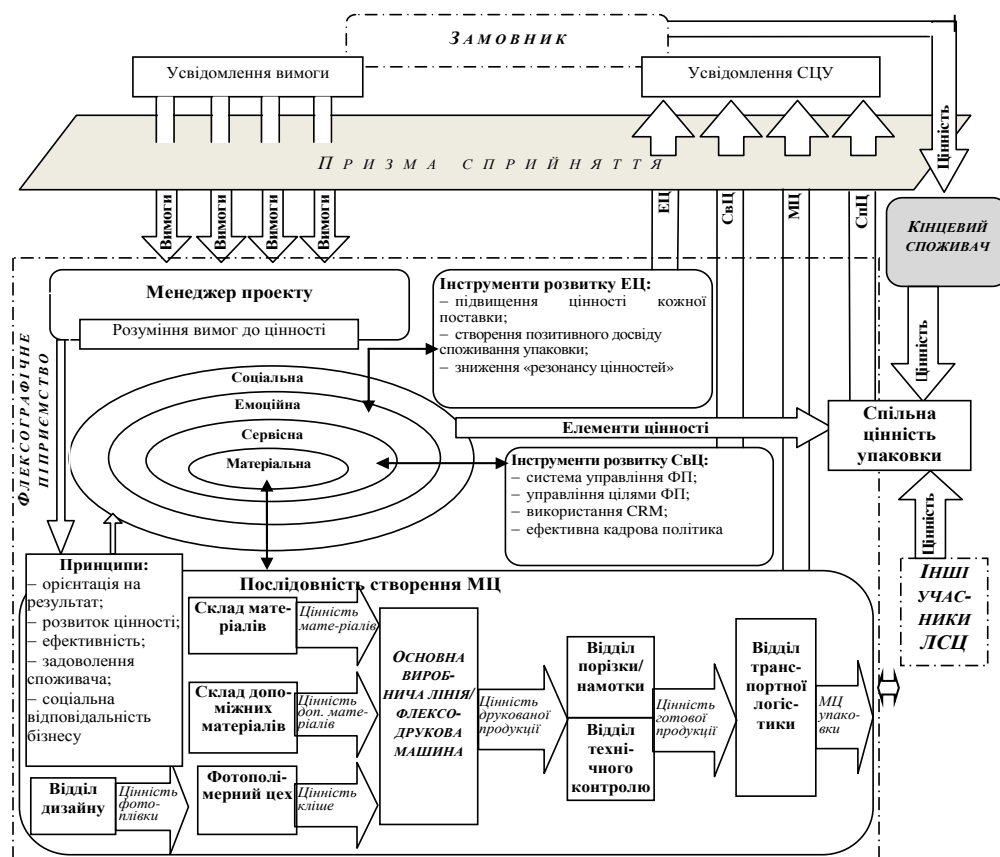 ЗАМОВНИК
Усвідомлення вимоги
Усвідомлення СЦУ
Цінність
ПРИЗМА СПРИЙНЯТТЯ
Вимоги
Вимоги
Вимоги
Вимоги
ЕЦ
СвЦ
МЦ
СпЦ
КІНЦЕВИЙ
СПОЖИВАЧ
Менеджер проекту
Розуміння вимог до цінності
Інструменти розвитку ЕЦ:
– підвищення цінності кожної
поставки;
– створення позитивного досвіду
споживання упаковки;
– зниження «резонансу цінностей»
Цінність
ФЛЕКСОГРАФІЧНЕ
ПІПРИЄМСТВО
Соціальна
Емоційна
Сервісна
Матеріальна
Елементи цінності
Спільна
цінність
упаковки
Інструменти розвитку СвЦ:
– система управління ФП;
– управління цілями ФП;
– використання CRM;
– ефективна кадрова політика
Цінність
ІНШІ
УЧАС-
НИКИ
ЛСЦ
Принципи:
– орієнтація на
результат;
– розвиток цінності;
– ефективність;
– задоволення
споживача;
– соціальна
відповідальність
бізнесу
Послідовність створення МЦ
Склад мате-
ріалів
Цінність
мате-ріалів
Склад допо-
міжних матеріалів
Цінність
доп. мате-
ріалів
ОСНОВНА
ВИРОБ-
НИЧА ЛІНІЯ/
ФЛЕКСО-
ДРУКОВА
МАШИНА
Цінність
друкованої
продукції
Відділ
порізки/
намотки
Відділ
техні-
чного
контролю
Цінність
готової
продукції
Відділ
тран-
спортної
логіс-
тики
МЦ
упако-
вки
Відділ
дизайну
Цінність
фото-
плівки
Фотополі-
мерний цех
Цінність
кліше